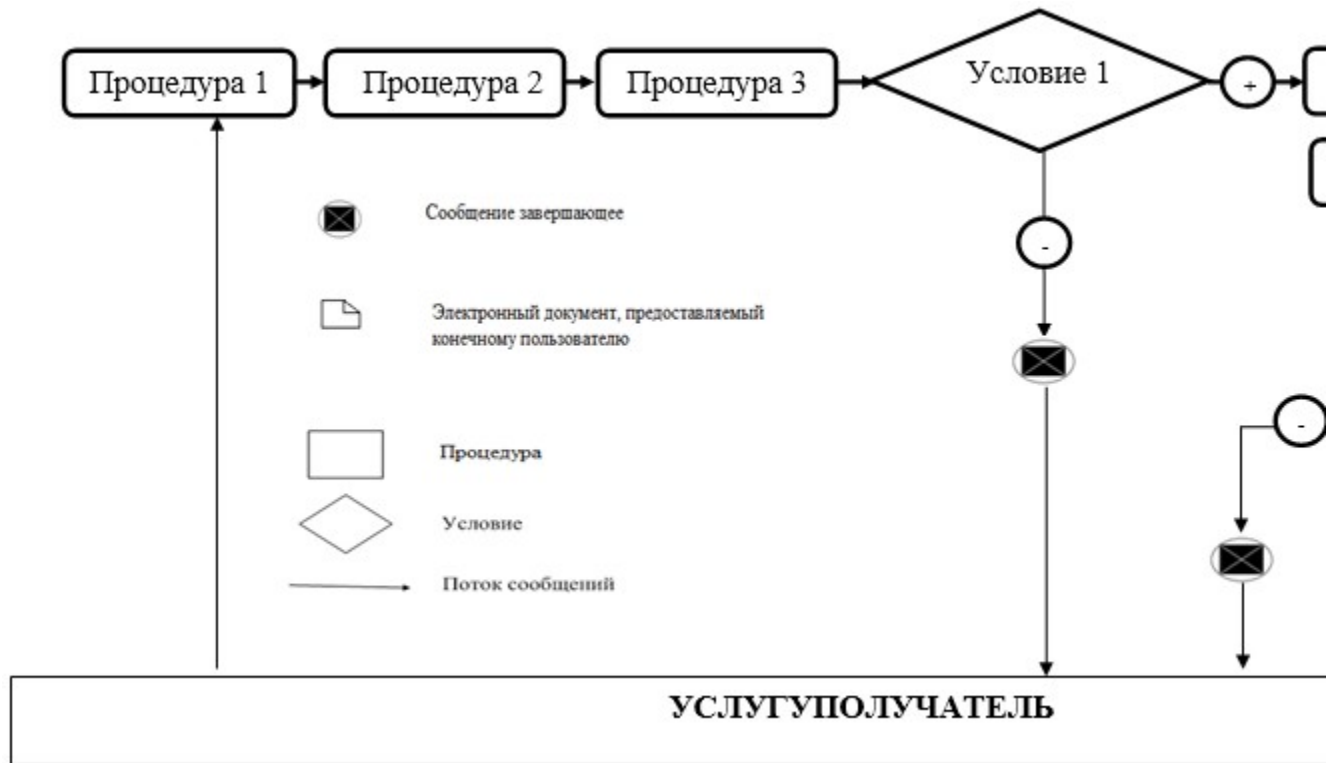 Процедура 1
Процедура 2
Процедура 3
Условие 1
+
Сообщение завершающее
-
Электронный документ, предоставляемый
конечному пользователю
-
Процедура
Условие
Поток сообщений
УСЛУГУПОЛУЧАТЕЛЬ